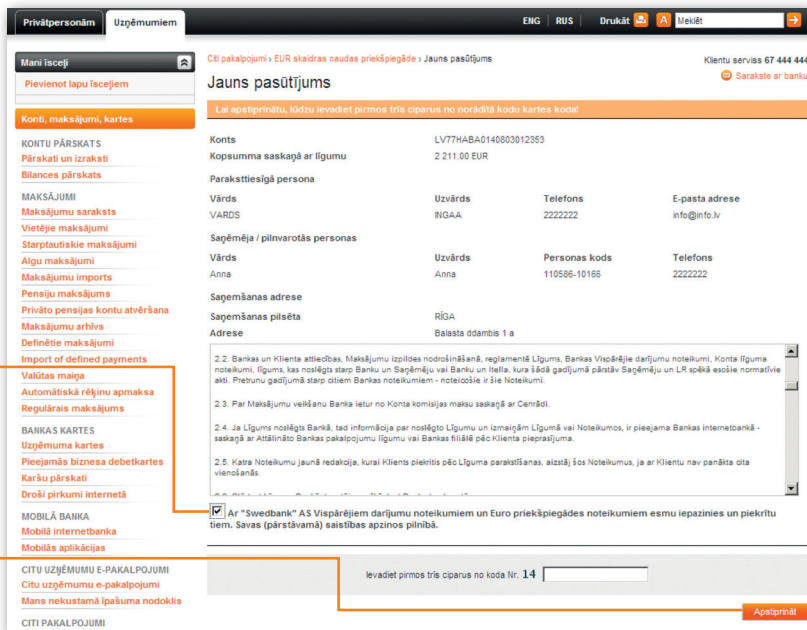 Privātpersonām
Uzņēmumiem
ENG | RUS
Drukāt
A
Meklēt
Mani īsceļi
Pievienot lapu īsceļiem
Konti, maksājumi, kartes
KONTU PĀRSKATS
Pārskati un izraksti
Bilances pārskats
MAKSĀJUMI
Maksājumu saraksts
Vietējie maksājumi
Starptautiskie maksājumi
Algu maksājumi
Maksājumu imports
Pensiju maksājums
Privāto pensijas kontu atvēršana
Maksājumu arhīvs
Definētie maksājumi
Import of defined payments
Valūtas maiņa
Automātiskā rēķinu apmaksa
Regulārais maksājums
BANKAS KARTES
Uzņēmuma kartes
Pieejamās biznesa debetkartes
Karšu pārskati
Droši pirkumi internetā
MOBILĀ BANKA
Mobilā internetbanka
Mobilās aplikācijas
CITU UZŅĒMUMU E-PAKALPOJUMI
Citu uzņēmumu e-pakalpojumi
Mans nekustamā īpašuma nodoklis
CITI PAKALPOJUMI
Citi pakalpojumi › EUR skaidras naudas priekšpiegāde › Jauns pasūtījums
Klientu serviss 67 444 444
Sarakste ar banku
Jauns pasūtījums
Lai apstiprinātu, lūdzu ievadiet pirmos trīs ciparus no norādītā kodu kartes koda!
Konts LV77HABA0140803012353
Kopsumma saskaņā ar līgumu 2 211.00 EUR
Paraksttiesīgā persona
Vārds Uzvārds Telefons E-pasta adrese
VARDS INGAA 2222222 info@info.lv
Saņēmēja / pilnvarotās personas
Vārds Uzvārds Personas kods Telefons
Anna Anna 110586-10166 2222222
Saņemšanas adrese
Saņemšanas pilsēta RĪGA
Adrese Balasta ddambis 1 a
2.2. Bankas un Klienta attiecības, Maksājumu izpildes nodrošināšanā, reglamentē Līgums, Bankas Vispārējie darījumu noteikumi, Konta līguma
noteikumi, līgums, kas noslēgts starp Banku un Saņēmēju vai Banku un Itella, kura šādā gadījumā pārstāv Saņēmēju un LR spēkā esošie normatīvie
akti. Pretrunu gadījumā starp citiem Bankas noteikumiem - noteicošie ir šie Noteikumi.
2.3. Par Maksājumu veikšanu Banka ietur no Konta komisijas maksu saskaņā ar Cenrādi.
2.4. Ja Līgums noslēgts Bankā, tad informācija par noslēgto Līgumu un izmaiņām Līgumā vai Noteikumos, ir pieejama Bankas internetbankā -
saskaņā ar Attālināto Bankas pakalpojumu līgumu vai Bankas filiālē pēc Klienta pieprasījuma.
2.5. Katra Noteikumu jaunā redakcija, kurai Klients piekritis pēc Līguma parakstīšanas, aizstāj šos Noteikumus, ja ar Klientu nav panākta cita
vienošanās.
Ar "Swedbank" AS Vispārējiem darījumu noteikumiem un Euro priekšpiegādes noteikumiem esmu iepazinies un piekrītu
tiem. Savas (pārstāvamā) saistības apzinos pilnībā.
Ievadiet pirmos trīs ciparus no koda Nr. 14
Apstiprināt